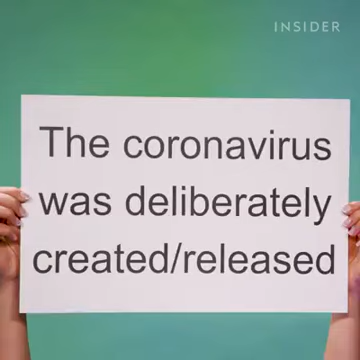 INSIDER
The coronavirus
was deliberately
created/released